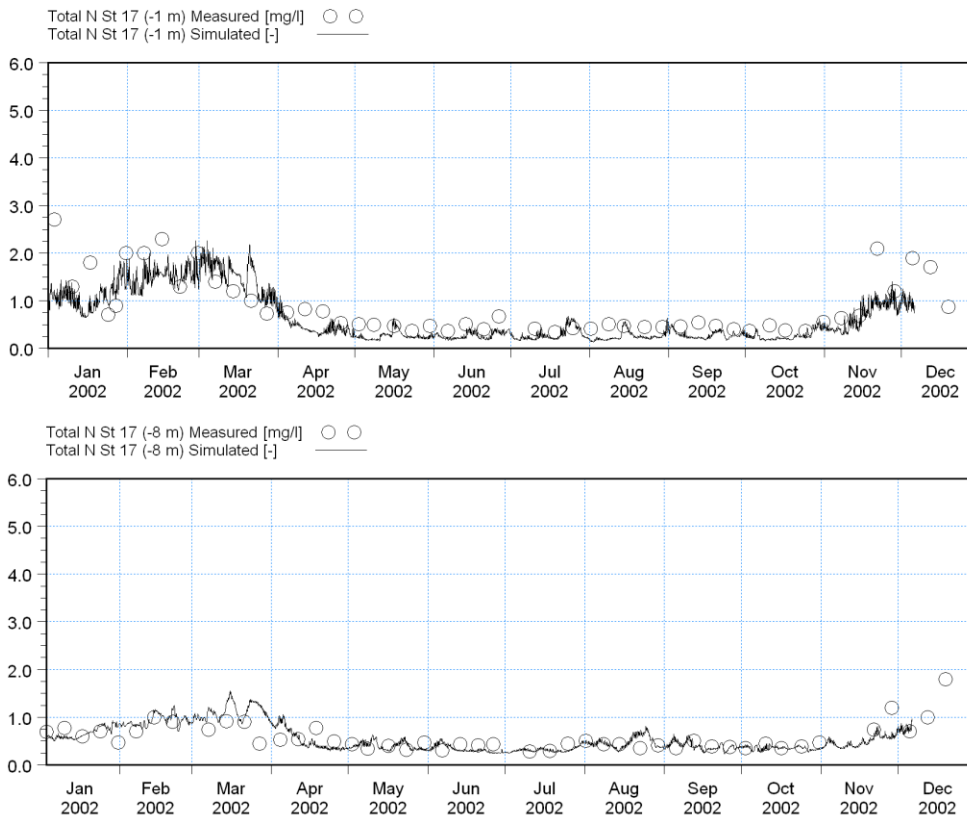 Total N St 17 (-1 m) Measured [mg/l]
Total N St 17 (-1 m) Simulated [-]
6.0
5.0
4.0
3.0
2.0
1.0
0.0
Jan Feb Mar Apr May Jun Jul Aug Sep Oct Nov Dec
2002 2002 2002 2002 2002 2002 2002 2002 2002 2002 2002 2002
Total N St 17 (-8 m) Measured [mg/l]
Total N St 17 (-8 m) Simulated [-]
6.0
5.0
4.0
3.0
2.0
1.0
0.0
Jan Feb Mar Apr May Jun Jul Aug Sep Oct Nov Dec
2002 2002 2002 2002 2002 2002 2002 2002 2002 2002 2002 2002